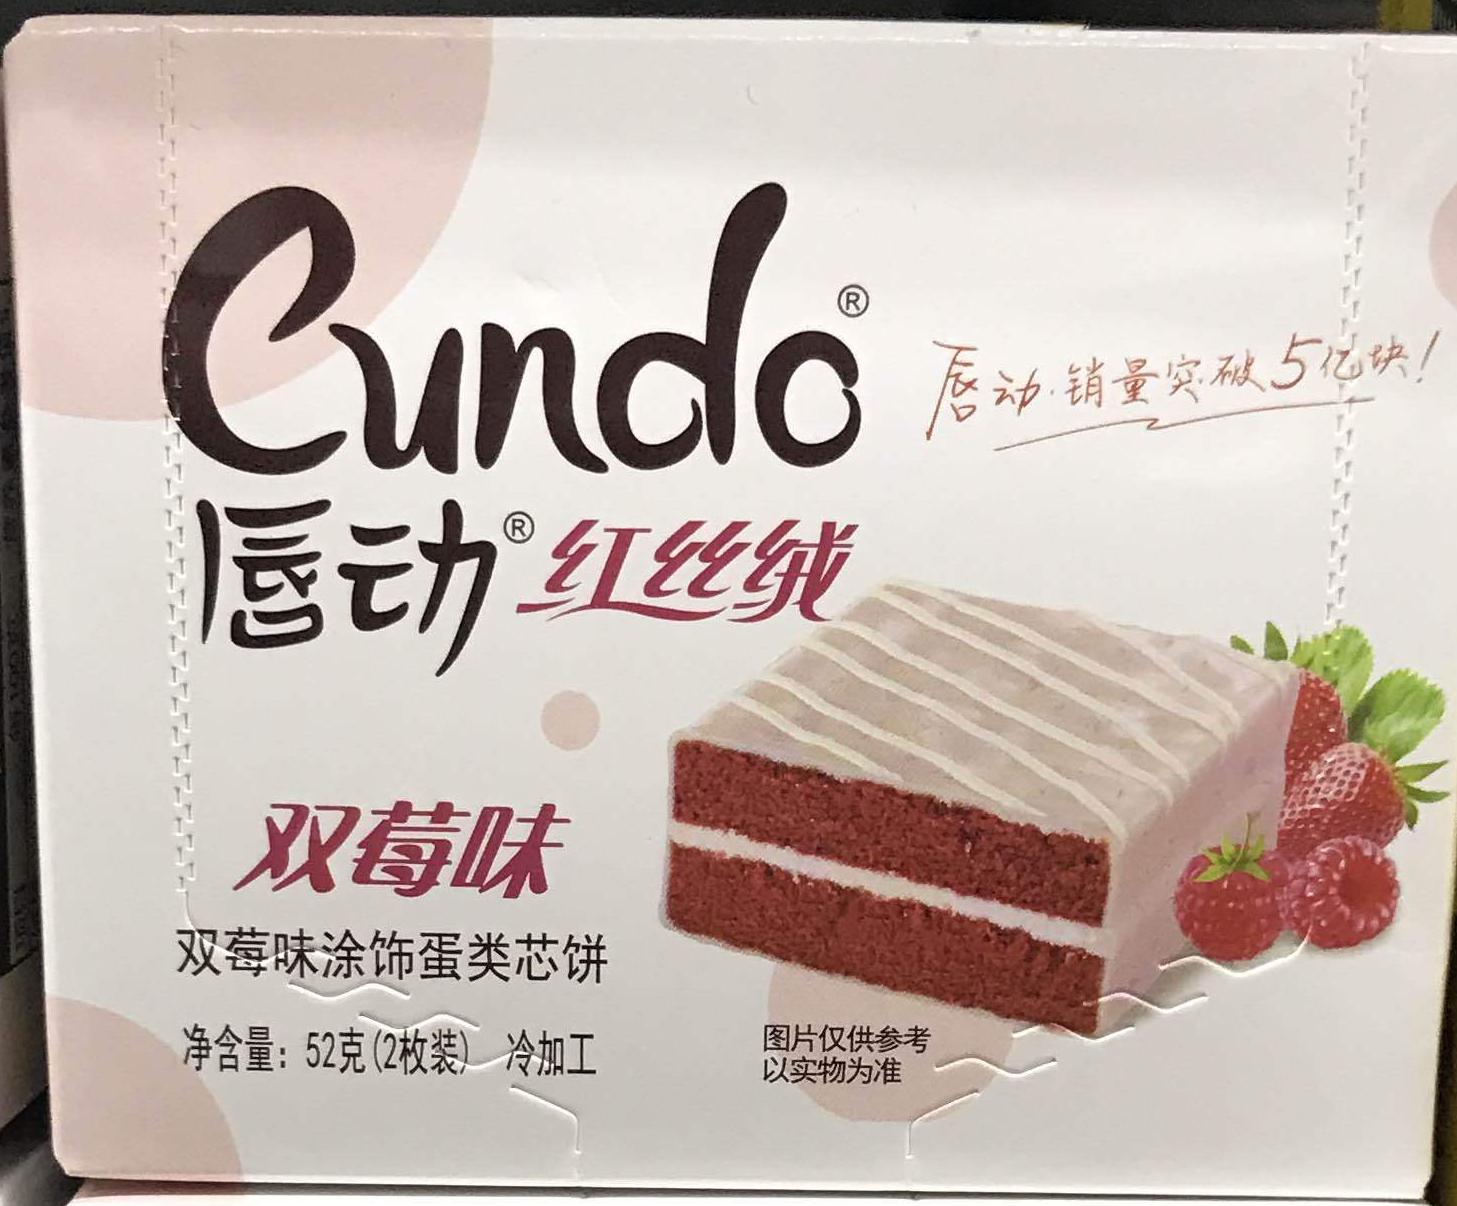 Cundo®
唇动·销量突破5亿块！
唇动®红丝绒
双莓味
双莓味涂饰蛋类芯饼
净含量：52克(2枚装) 冷加工
图片仅供参考
以实物为准